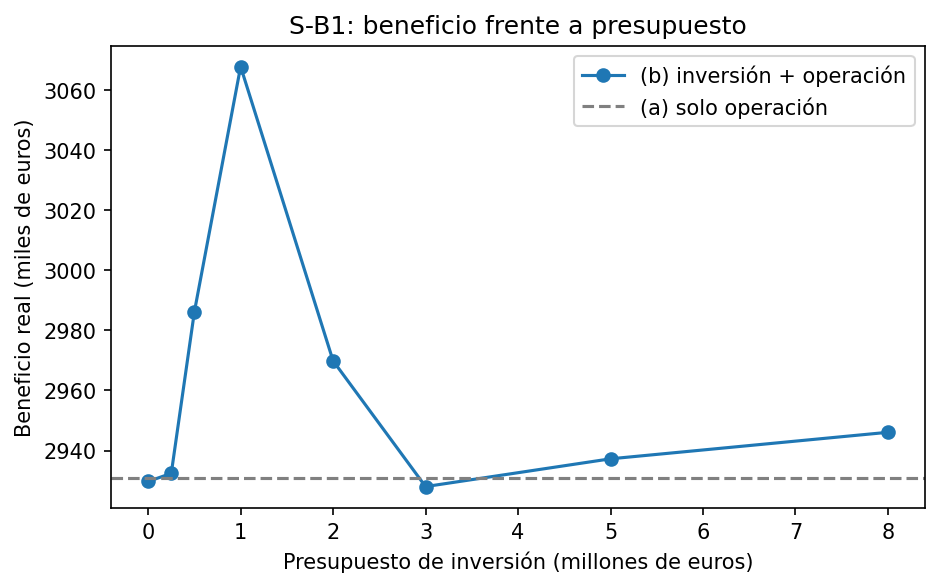 S-B1: beneficio frente a presupuesto
(b) inversión + operación
(a) solo operación
Beneficio real (miles de euros)
3060
3040
3020
3000
2980
2960
2940
0 1 2 3 4 5 6 7 8
Presupuesto de inversión (millones de euros)